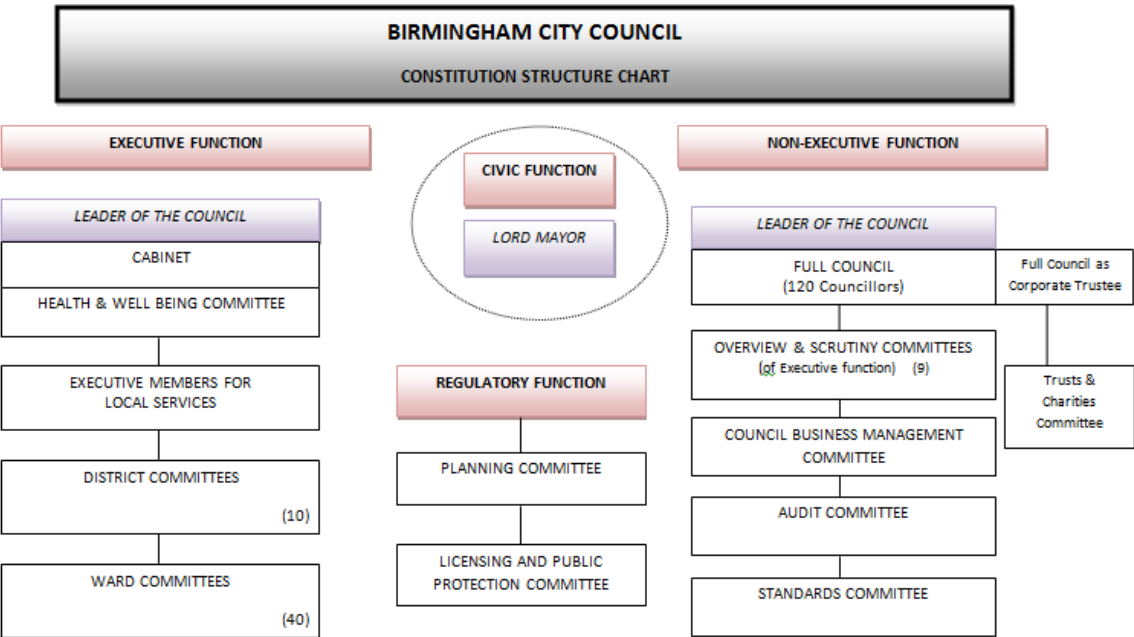 BIRMINGHAM CITY COUNCIL
CONSTITUTION STRUCTURE CHART
EXECUTIVE FUNCTION
LEADER OF THE COUNCIL
CABINET
HEALTH & WELL BEING COMMITTEE
EXECUTIVE MEMBERS FOR
LOCAL SERVICES
DISTRICT COMMITTEES
(10)
WARD COMMITTEES
(40)
CIVIC FUNCTION
LORD MAYOR
REGULATORY FUNCTION
PLANNING COMMITTEE
LICENSING AND PUBLIC
PROTECTION COMMITTEE
NON-EXECUTIVE FUNCTION
LEADER OF THE COUNCIL
FULL COUNCIL
(120 Councillors)
Full Council as
Corporate Trustee
OVERVIEW & SCRUTINY COMMITTEES
(of Executive function) (9)
Trusts &
Charities
Committee
COUNCIL BUSINESS MANAGEMENT
COMMITTEE
AUDIT COMMITTEE
STANDARDS COMMITTEE